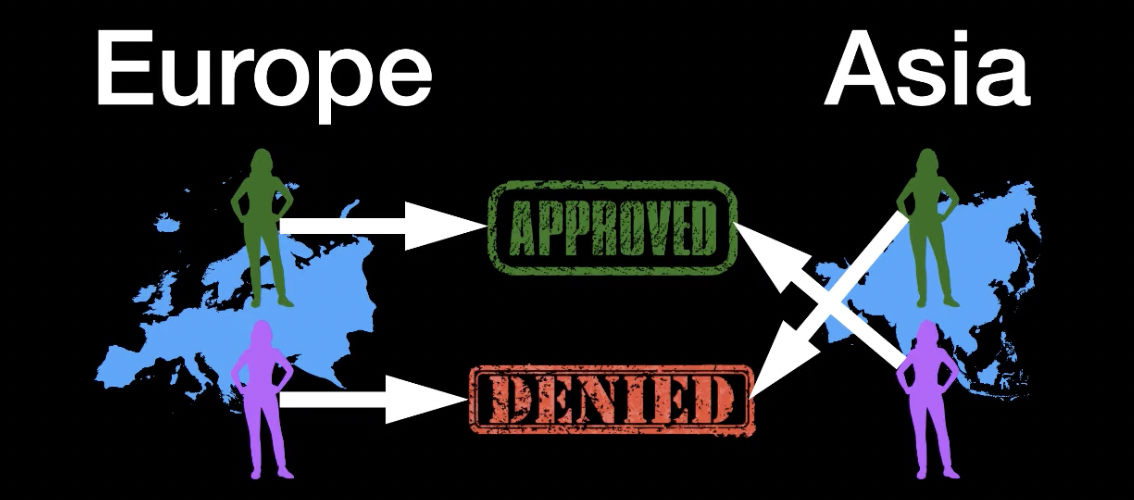 Europe
Asia
APPROVED
DENIED